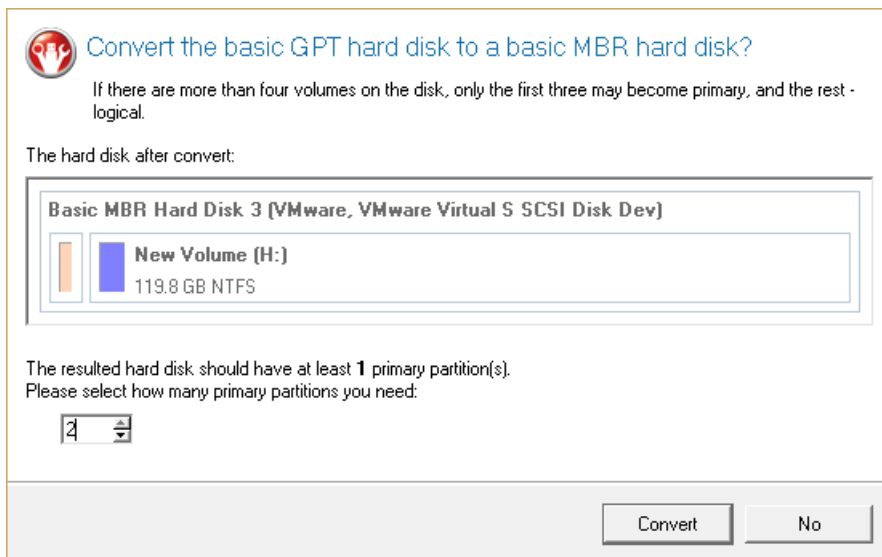 Convert the basic GPT hard disk to a basic MBR hard disk?
If there are more than four volumes on the disk, only the first three may become primary, and the rest -
logical.
The hard disk after convert:
Basic MBR Hard Disk 3 (VMware, VMware Virtual S SCSI Disk Dev)
New Volume (H:)
119.8 GB NTFS
The resulted hard disk should have at least 1 primary partition(s).
Please select how many primary partitions you need:
2
Convert
No